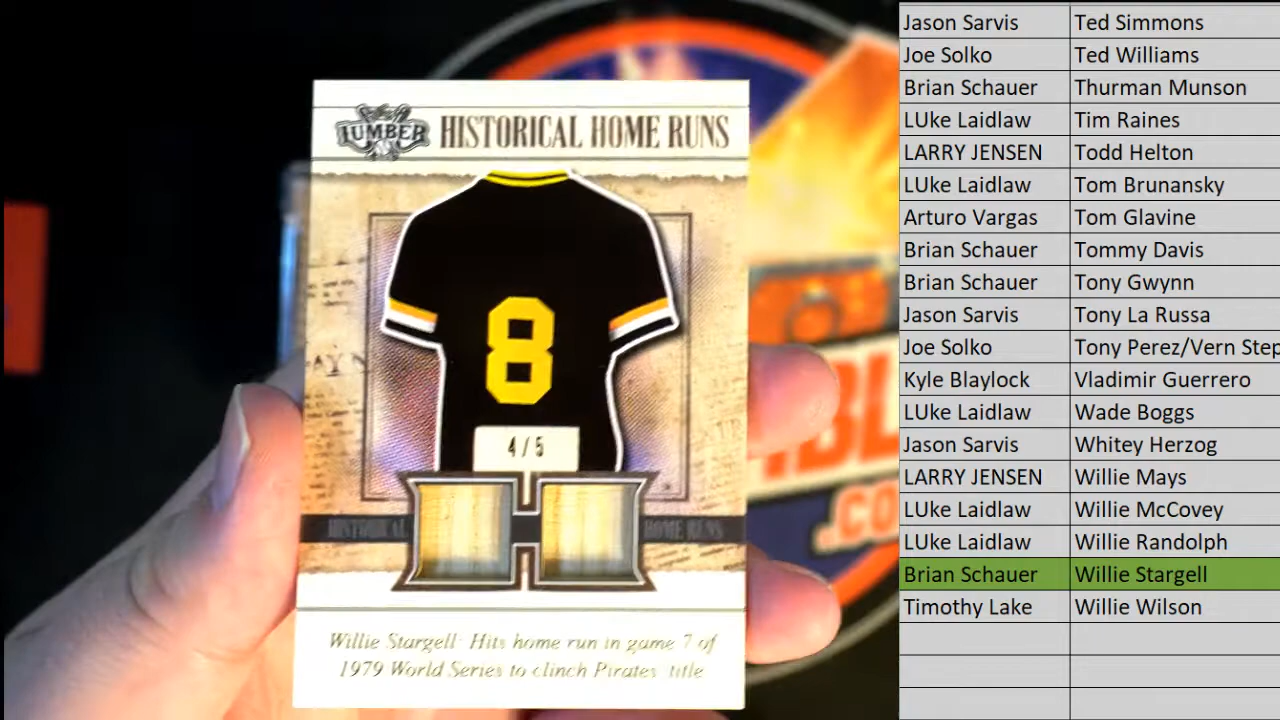 LUMBER HISTORICAL HOME RUNS
8
4/5
HISTORICAL HOME RUNS
Willie Stargell Hits home run in game 7 of
1979 World Series to clinch Pirates title
.CO
Jason Sarvis Ted Simmons
Joe Solko Ted Williams
Brian Schauer Thurman Munson
LUke Laidlaw Tim Raines
LARRY JENSEN Todd Helton
LUke Laidlaw Tom Brunansky
Arturo Vargas Tom Glavine
Brian Schauer Tommy Davis
Brian Schauer Tony Gwynn
Jason Sarvis Tony La Russa
Joe Solko Tony Perez/Vern Step
Kyle Blaylock Vladimir Guerrero
LUke Laidlaw Wade Boggs
Jason Sarvis Whitey Herzog
LARRY JENSEN Willie Mays
LUke Laidlaw Willie McCovey
LUke Laidlaw Willie Randolph
Brian Schauer Willie Stargell
Timothy Lake Willie Wilson